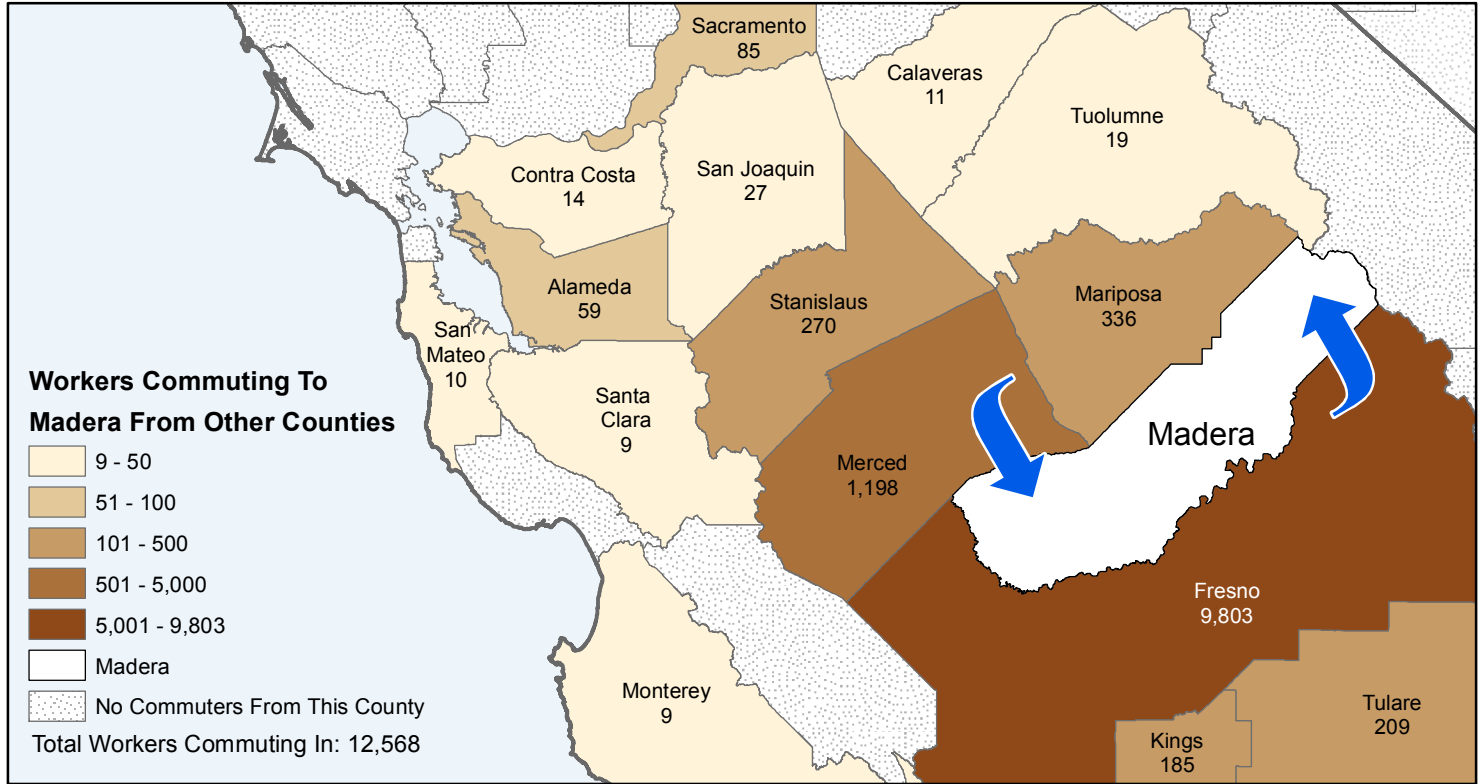 Sacramento
85
Calaveras
11
Tuolumne
19
Contra Costa
14
San Joaquin
27
Alameda
59
Stanislaus
270
Mariposa
336
San
Mateo
10
Santa
Clara
9
Merced
1,198
Madera
Fresno
9,803
Monterey
9
Kings
185
Tulare
209
Workers Commuting To
Madera From Other Counties
9 - 50
51 - 100
101 - 500
501 - 5,000
5,001 - 9,803
Madera
No Commuters From This County
Total Workers Commuting In: 12,568